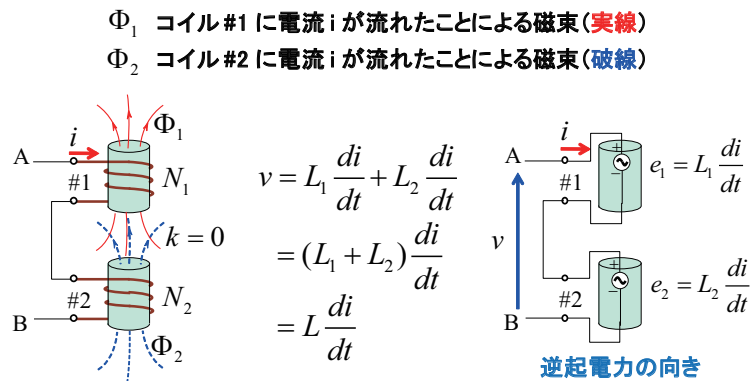 Φ₁ コイル#1に電流iが流れたことによる磁束(実線)
Φ₂ コイル#2に電流iが流れたことによる磁束(破線)
Φ₁
i
A
#1
N₁
k = 0
#2
N₂
B
Φ₂
v = L₁ di/dt + L₂ di/dt
= (L₁ + L₂) di/dt
= L di/dt
i
A
+
−
#1
e₁ = L₁ di/dt
v
+
−
#2
e₂ = L₂ di/dt
B
逆起電力の向き